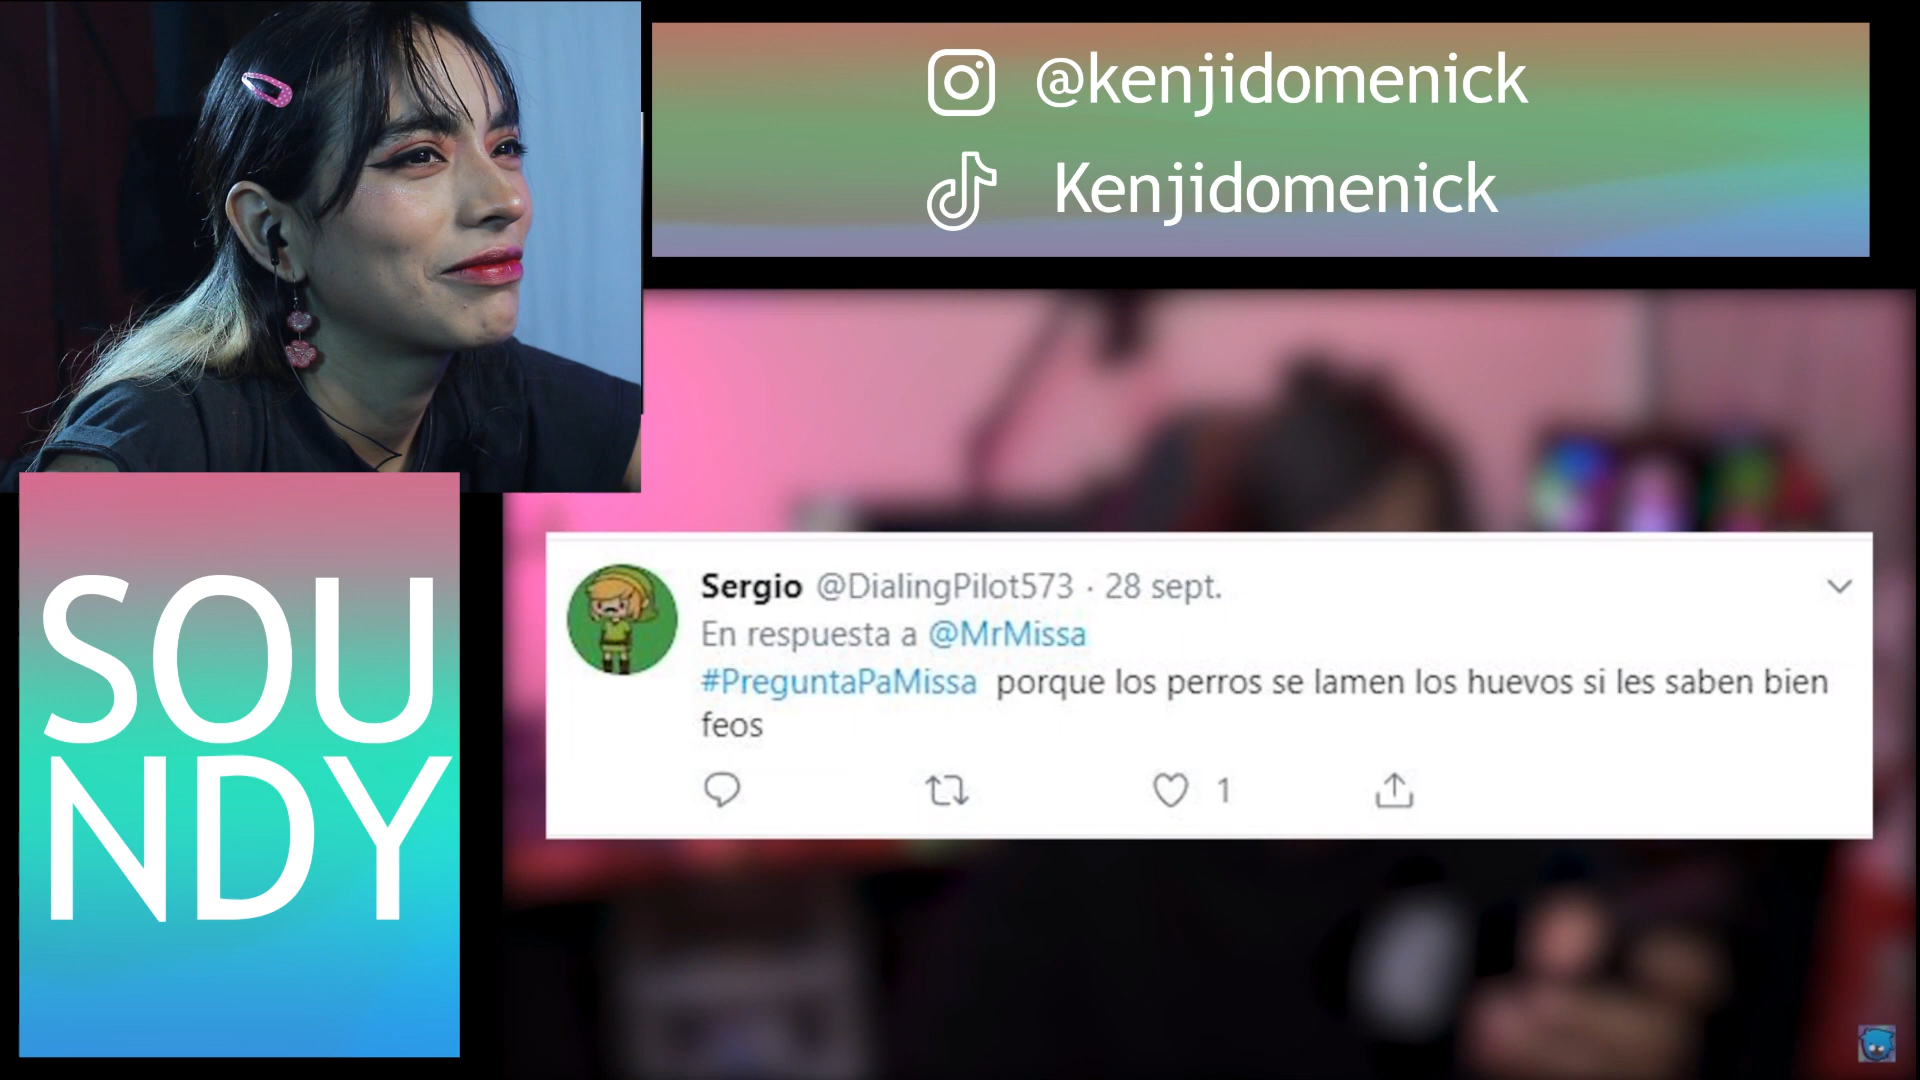 @kenjidomenick
Kenjidomenick
SOU
NDY
Sergio @DialingPilot573 · 28 sept.
En respuesta a @MrMissa
#PreguntaPaMissa porque los perros se lamen los huevos si les saben bien
feos
1